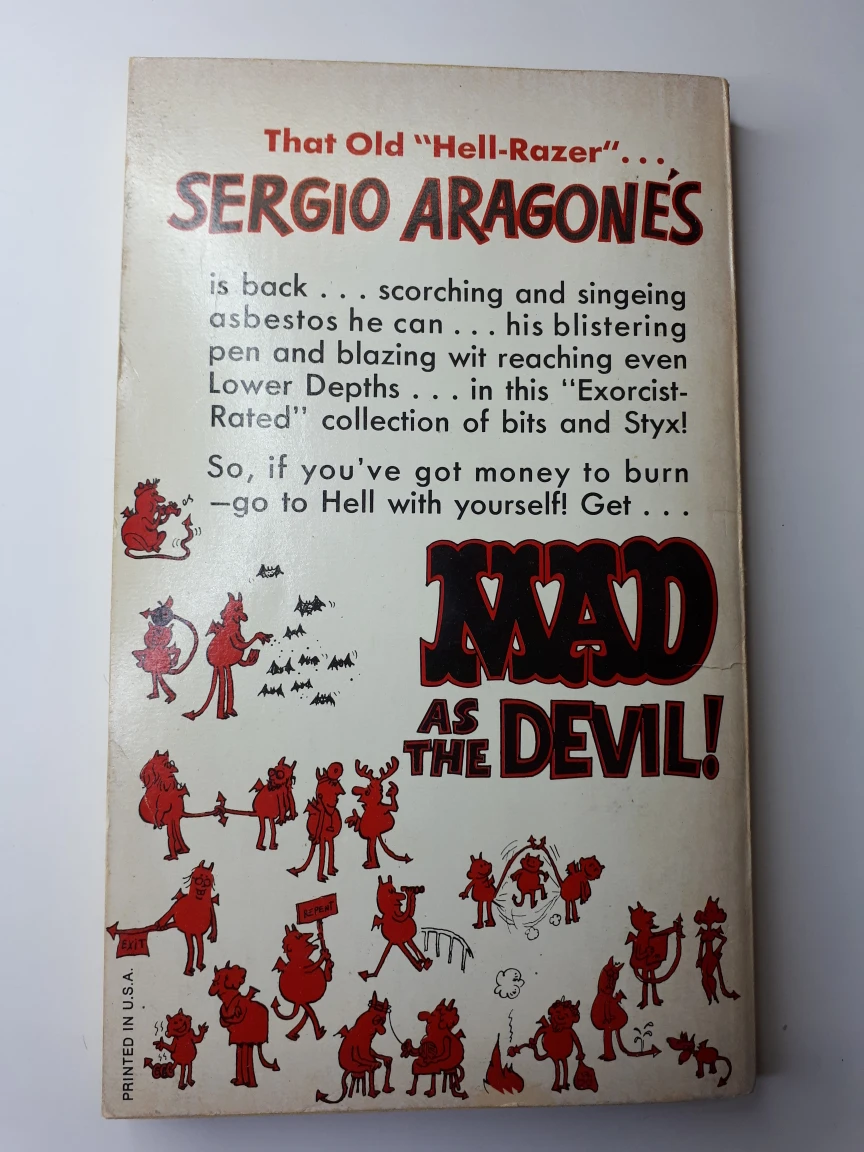 That Old "Hell-Razer"...
SERGIO ARAGONÉS
is back . . . scorching and singeing
asbestos he can . . . his blistering
pen and blazing wit reaching even
Lower Depths . . . in this "Exorcist-
Rated" collection of bits and Styx!
So, if you've got money to burn
—go to Hell with yourself! Get . . .
MAD
AS
THE DEVIL!
REPENT
EXIT
PRINTED IN U.S.A.